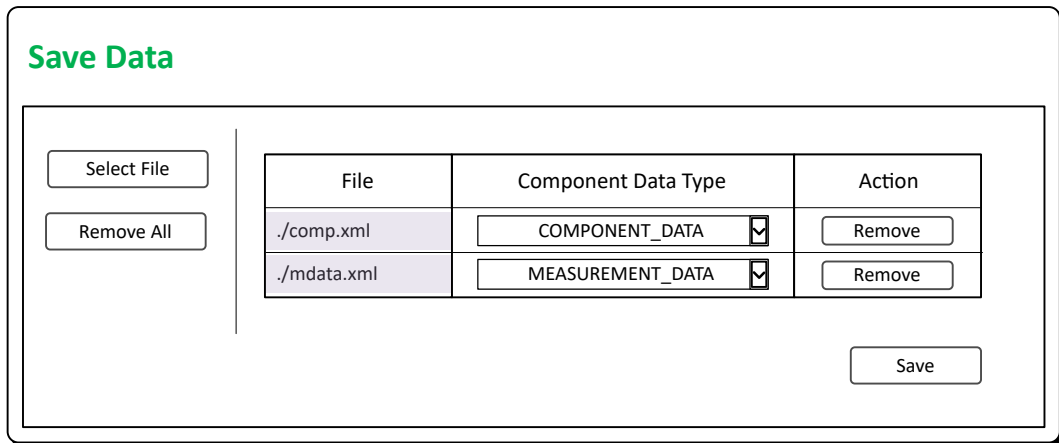 Save Data
Select File
Remove All
File Component Data Type Action
./comp.xml COMPONENT_DATA Remove
./mdata.xml MEASUREMENT_DATA Remove
Save